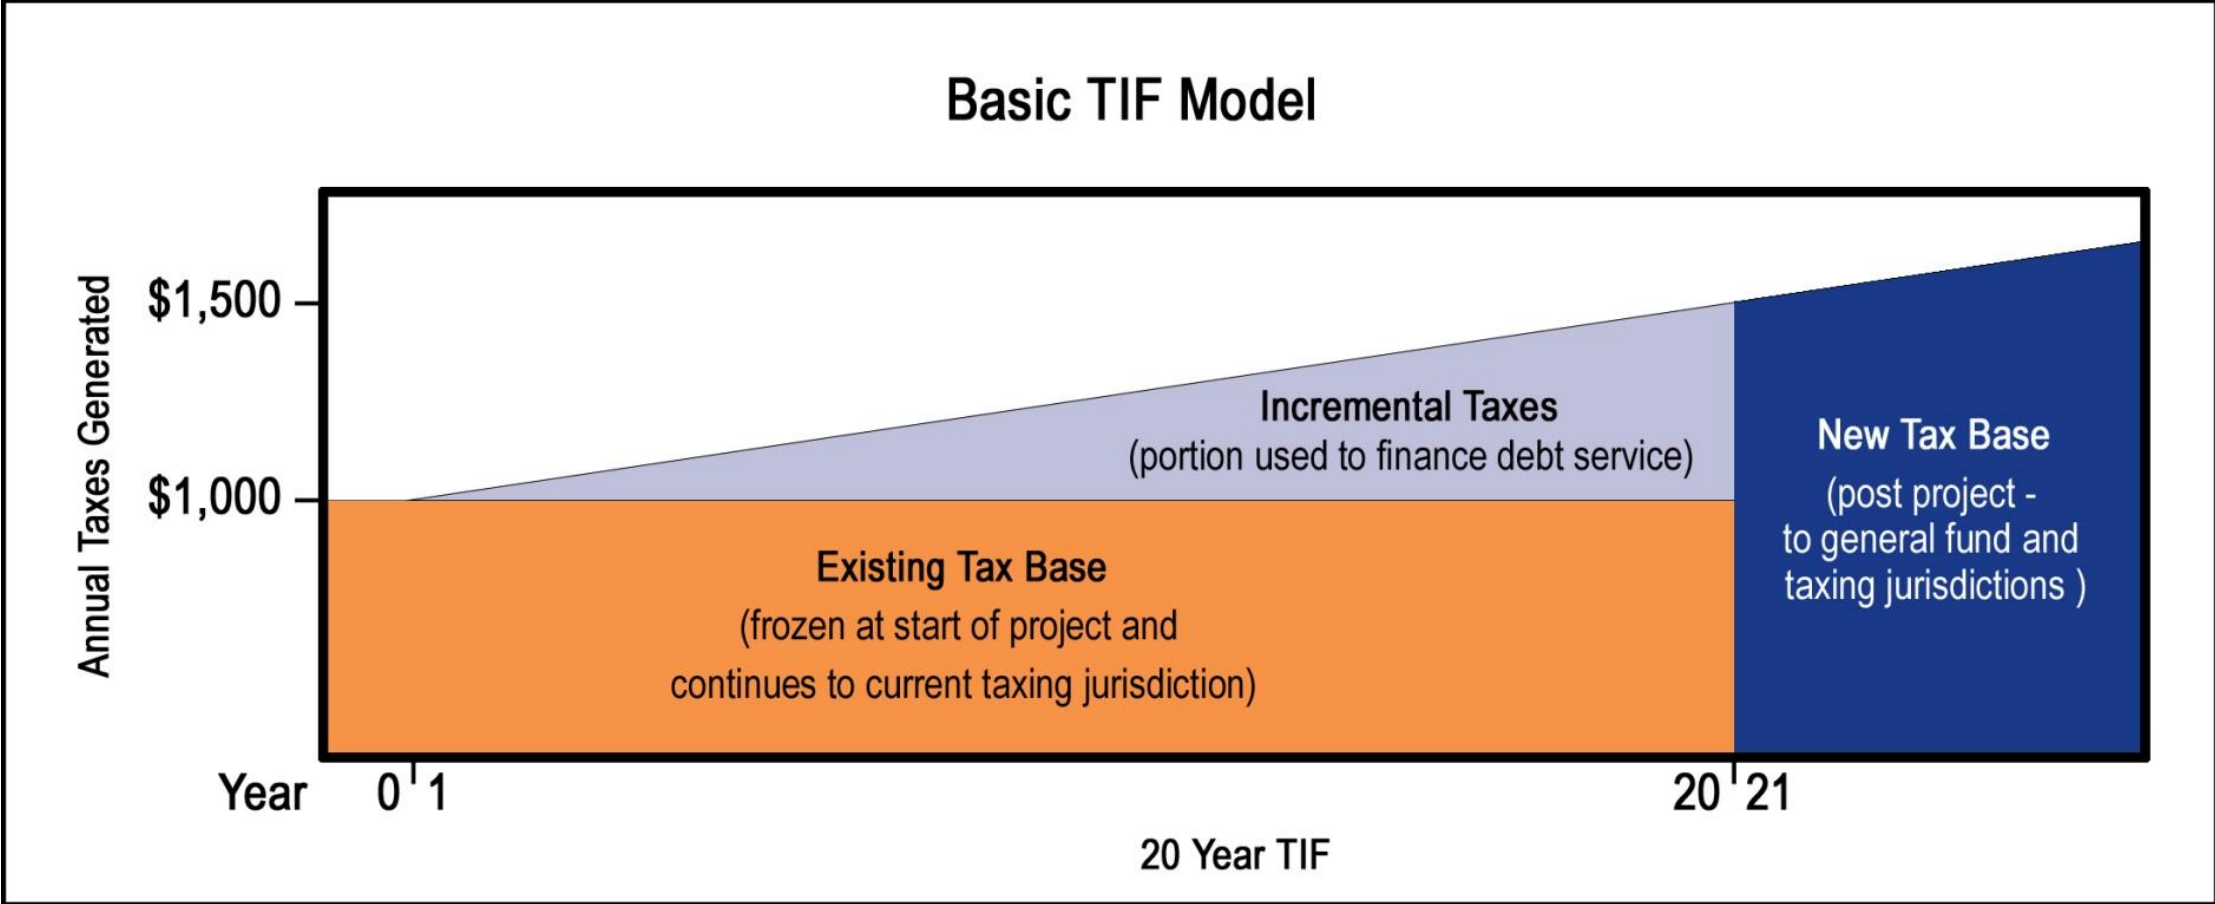 Basic TIF Model
Annual Taxes Generated
$1,500
$1,000
Incremental Taxes
(portion used to finance debt service)
Existing Tax Base
(frozen at start of project and
continues to current taxing jurisdiction)
New Tax Base
(post project -
to general fund and
taxing jurisdictions )
Year 0 1 20 21
20 Year TIF